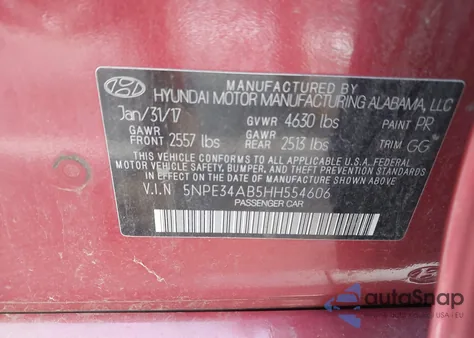 MANUFACTURED BY
HYUNDAI MOTOR MANUFACTURING ALABAMA, LLC
Jan/31/17 GVWR 4630 lbs PAINT PR
GAWR FRONT 2557 lbs GAWR REAR 2513 lbs TRIM GG
THIS VEHICLE CONFORMS TO ALL APPLICABLE U.S.A. FEDERAL
MOTOR VEHICLE SAFETY, BUMPER, AND THEFT PREVENTION
STANDARDS IN EFFECT ON THE DATE OF MANUFACTURE SHOWN ABOVE.
V.I.N 5NPE34AB5HH554606
PASSENGER CAR
autoSnap